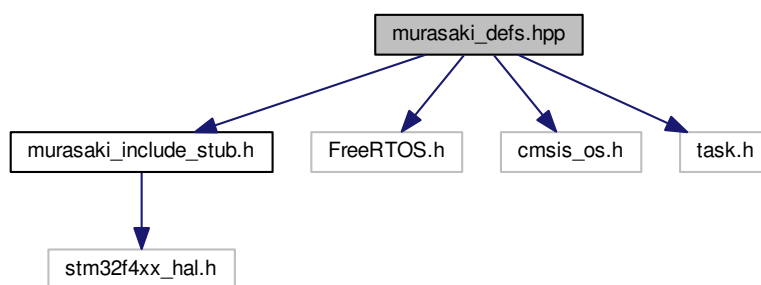 murasaki_defs.hpp
murasaki_include_stub.h
FreeRTOS.h
cmsis_os.h
task.h
stm32f4xx_hal.h